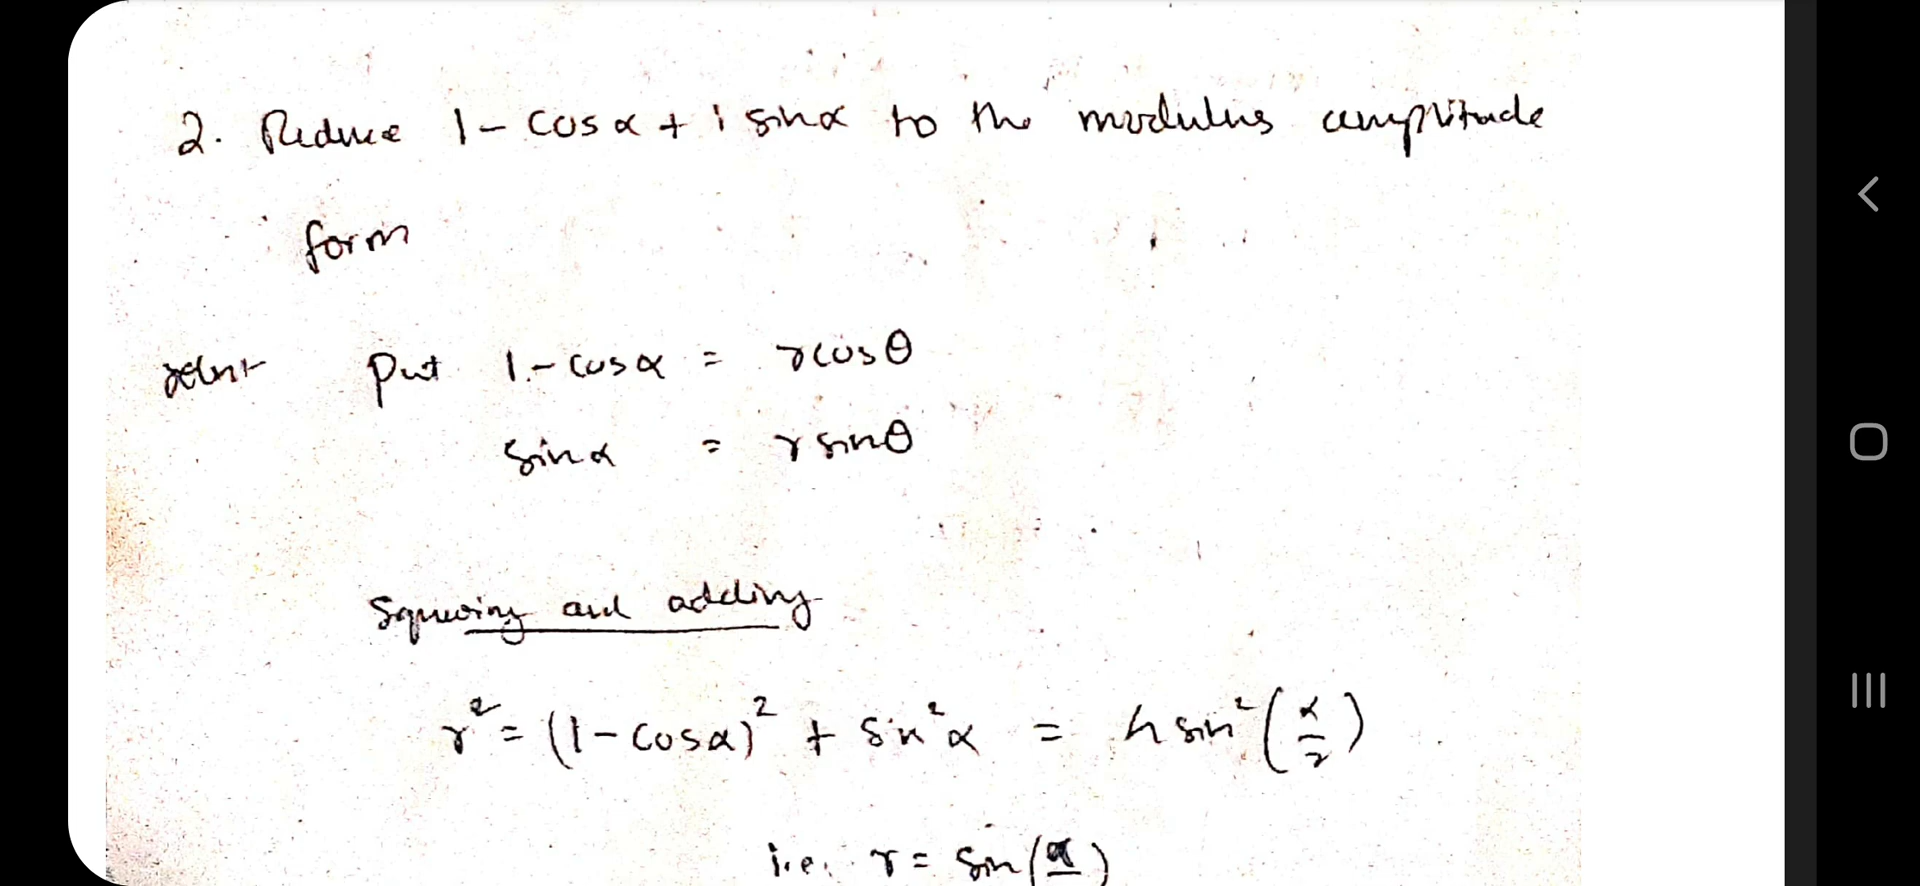 2. Reduce 1 - cos α + i sin α to the modulus amplitude
form
soln:- Put 1 - cos α = r cos θ
sin α = r sin θ
Squaring and adding
r² = (1 - cos α)² + sin² α = 4 sin² (α/2)
i.e. r = sin (α